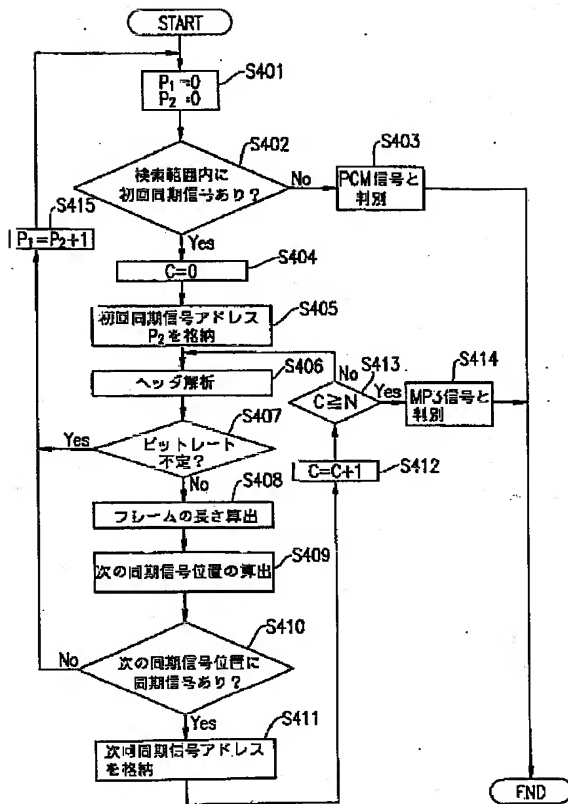 START
S401
P₁=0
P₂=0
S402
検索範囲内に
初回同期信号あり？
No
S403
PCM信号と
判別
S415
P₁=P₂+1
Yes
S404
C=0
S405
初回同期信号アドレス
P₂を格納
S406
ヘッダ解析
No
S413
C≧N
Yes
S414
MP3信号と
判別
S407
Yes
ビットレート
不定？
No
S412
C=C+1
S408
フレームの長さ算出
S409
次の同期信号位置の算出
S410
No
次の同期信号位置に
同期信号あり？
Yes
S411
次回同期信号アドレス
を格納
END